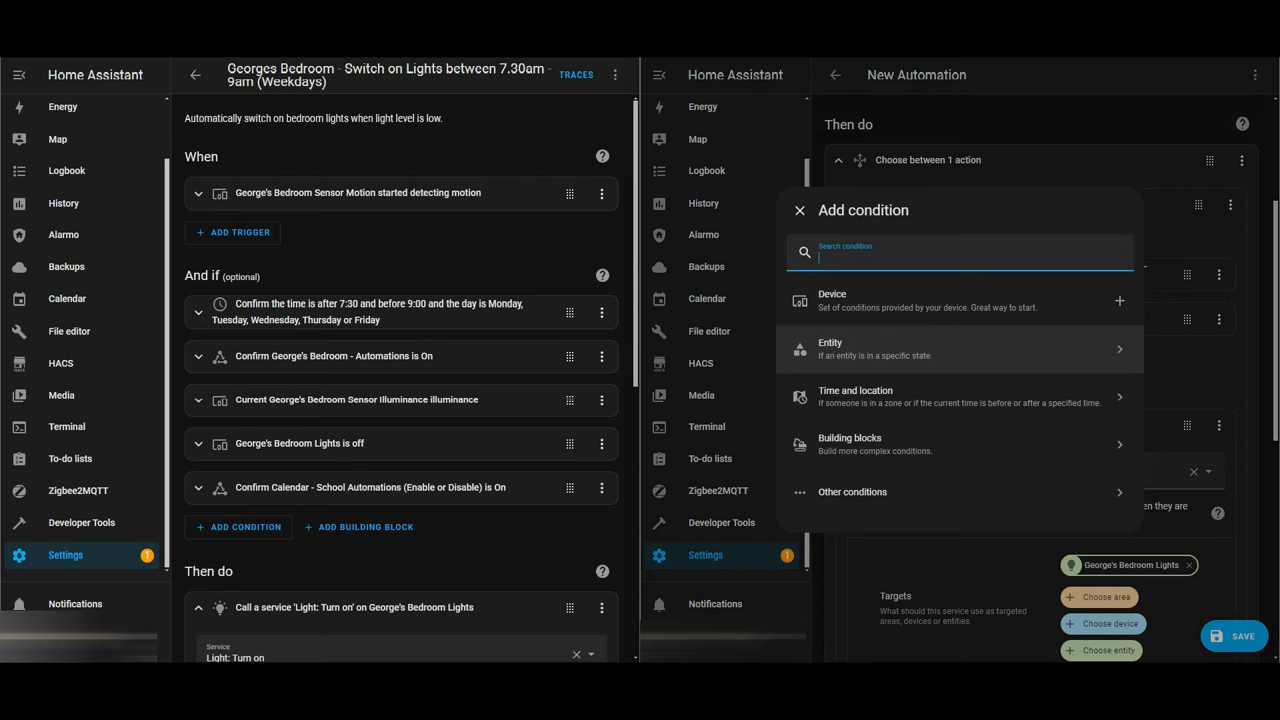 Home Assistant
Energy
Map
Logbook
History
Alarmo
Backups
Calendar
File editor
HACS
Media
Terminal
To-do lists
Zigbee2MQTT
Developer Tools
Settings
1
Notifications
Georges Bedroom - Switch on Lights between 7.30am -
9am (Weekdays)
TRACES
Automatically switch on bedroom lights when light level is low.
When
George's Bedroom Sensor Motion started detecting motion
+ ADD TRIGGER
And if (optional)
Confirm the time is after 7:30 and before 9:00 and the day is Monday,
Tuesday, Wednesday, Thursday or Friday
Confirm George's Bedroom - Automations is On
Current George's Bedroom Sensor Illuminance illuminance
George's Bedroom Lights is off
Confirm Calendar - School Automations (Enable or Disable) is On
+ ADD CONDITION + ADD BUILDING BLOCK
Then do
Call a service 'Light: Turn on' on George's Bedroom Lights
Service
Light: Turn on
Home Assistant
Energy
Map
Logbook
History
Alarmo
Backups
Calendar
File editor
HACS
Media
Terminal
To-do lists
Zigbee2MQTT
Developer Tools
Settings
1
Notifications
New Automation
Then do
Choose between 1 action
Add condition
Search condition
Device
Set of conditions provided by your device. Great way to start.
Entity
If an entity is in a specific state.
Time and location
If someone is in a zone or if the current time is before or after a specified time.
Building blocks
Build more complex conditions.
Other conditions
they are
George's Bedroom Lights
Targets
What should this service use as targeted
areas, devices or entities.
+ Choose area
+ Choose device
+ Choose entity
SAVE